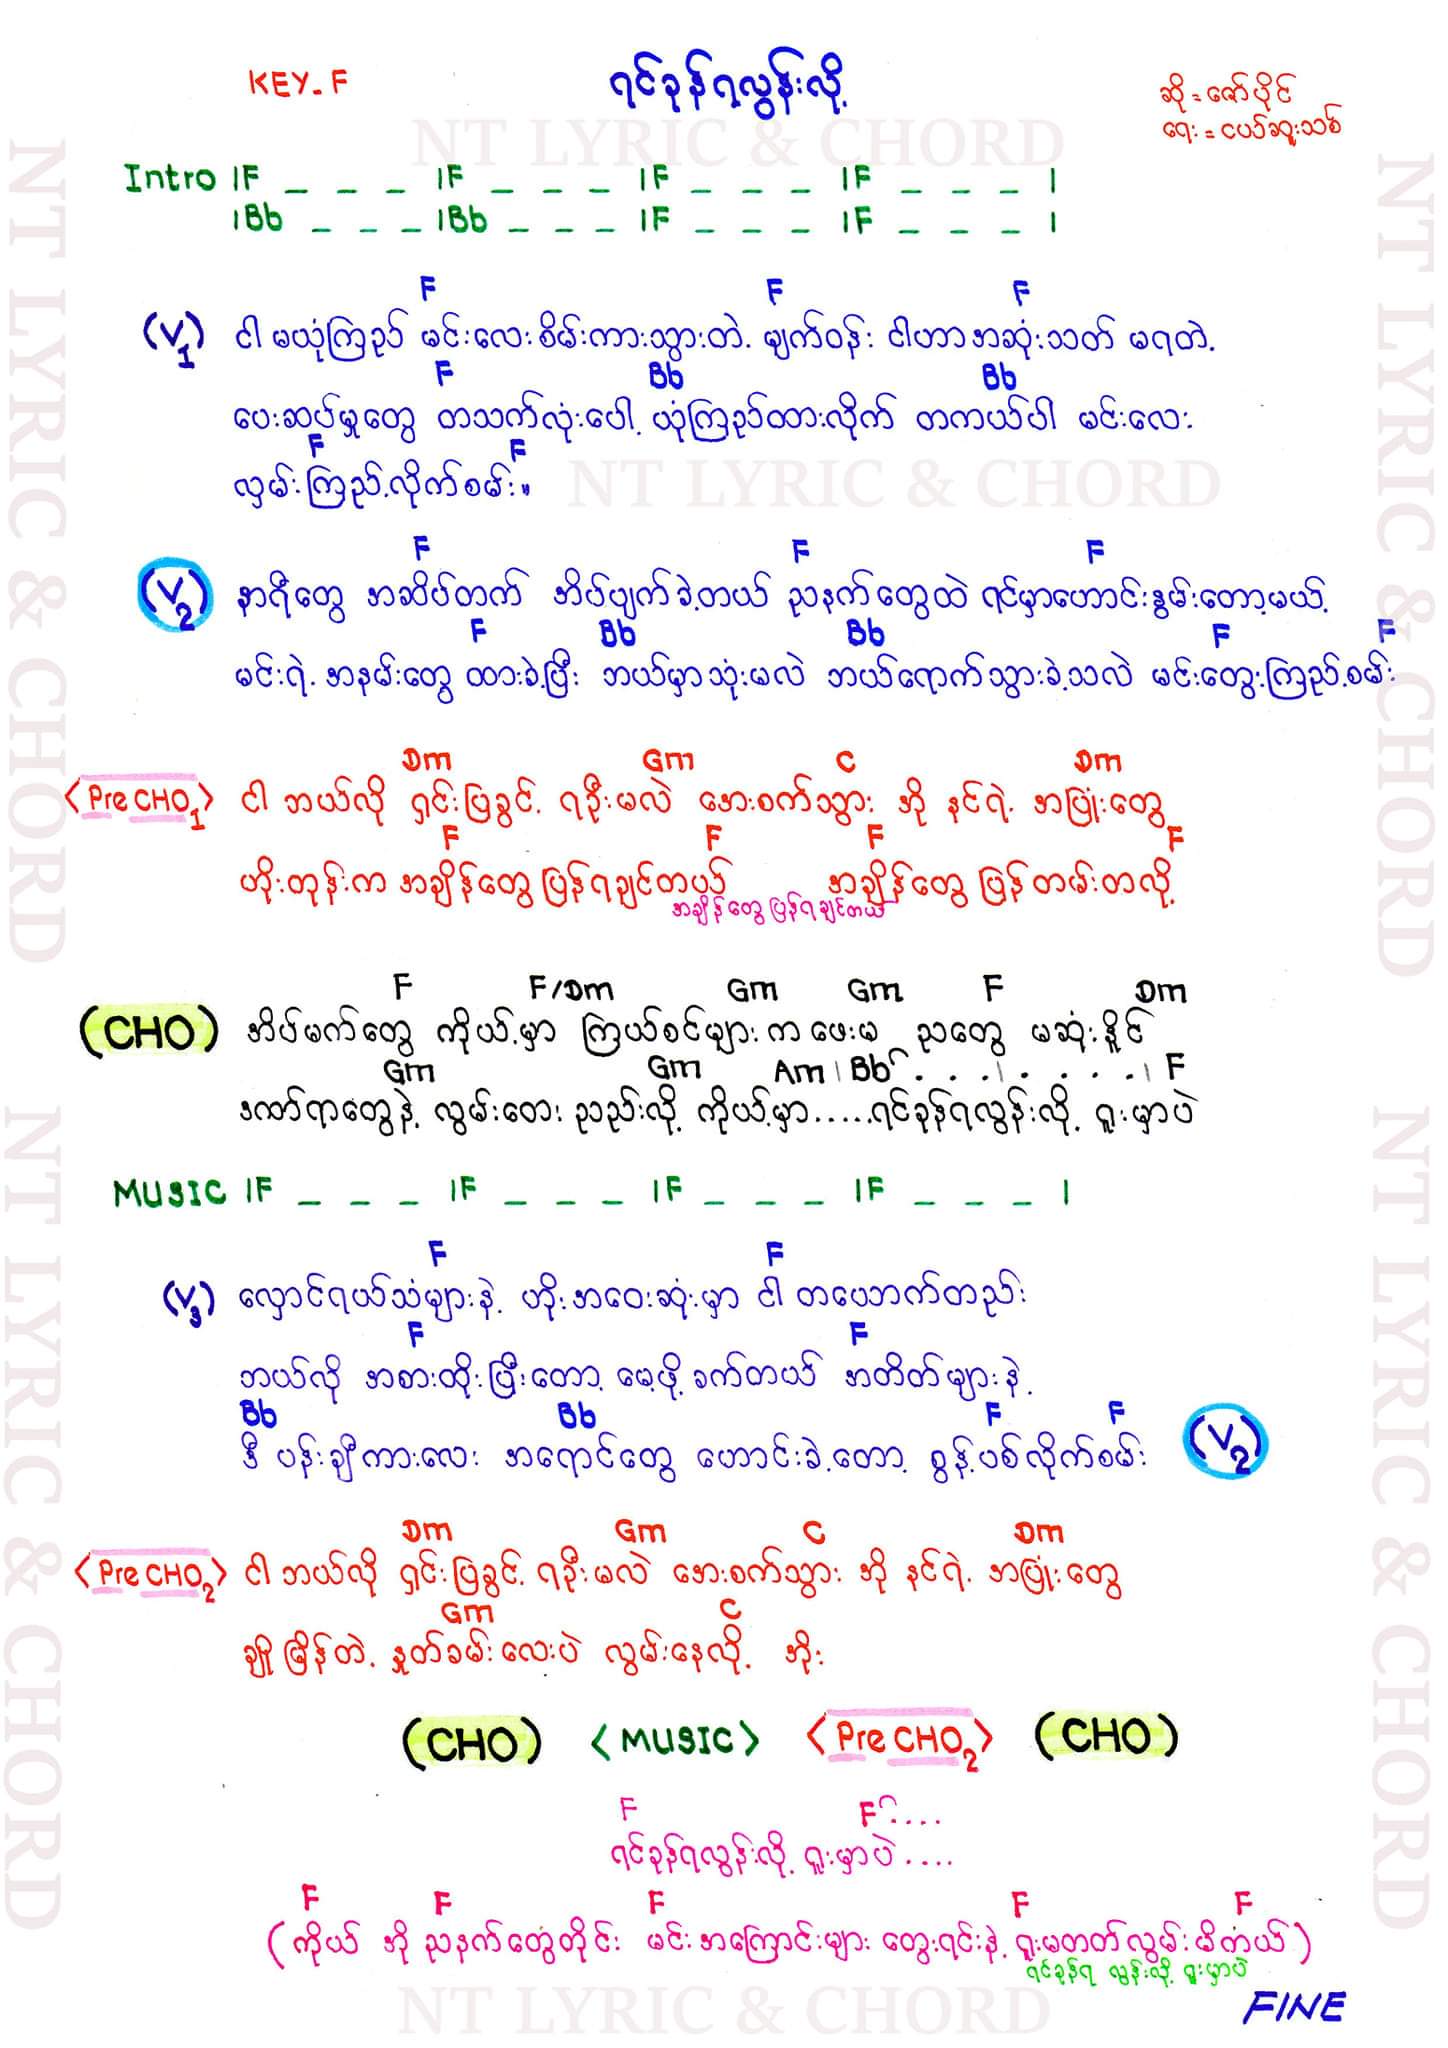 KEY-F
ရင်ခုန်ရလွန်းလို့
ဆို = ဇော်ပိုင်
ရေး = ငယ်ဆူးသစ်
NT LYRIC & CHORD
Intro |F _ _ _ |F _ _ _ |F _ _ _ |F _ _ _ |
|Bb _ _ _ |Bb _ _ _ |F _ _ _ |F _ _ _ |
F F F
(V1) ငါ မယုံကြည် မင်းလေးစိမ်းကားသွားတဲ့ မျက်ဝန်း ငါဟာအဆုံးသတ် မရတဲ့
F Bb Bb
ပေးဆပ်မှုတွေ တသက်လုံးပေါ့ ယုံကြည်ထားလိုက် တကယ်ပါ မင်းလေး
F F
လှမ်းကြည့်လိုက်စမ်း။
NT LYRIC & CHORD
F F F
(V2) နာရီတွေ အဆိပ်တက် အိပ်ပျက်ခဲ့တယ် ညနက်တွေထဲ ရင်မှာဟောင်းနွမ်းတော့မယ့်
F Bb Bb F F
မင်းရဲ့အနမ်းတွေ ထားခဲ့ပြီး ဘယ်မှာသုံးမလဲ ဘယ်ရောက်သွားခဲ့သလဲ မင်းတွေးကြည့်စမ်း
Dm Gm C Dm
<Pre CHO1> ငါ ဘယ်လို ရှင်းပြခွင့် ရဦးမလဲ အေးစက်သွား အို နင်ရဲ့ အပြုံးတွေ
F F F F
ဟိုးတုန်းက အချိန်တွေ ပြန်ရချင်တယ် အချိန်တွေ ပြန်တမ်းတလို့
အချိန်တွေ ပြန်ရချင်တယ်
F F/Dm Gm Gm F Dm
(CHO) အိပ်မက်တွေ ကိုယ့်မှာ ကြယ်စင်များက ဖေးမ ညတွေ မဆုံးနိူင်
Gm Gm Am | Bb . . . | . . . . | F
ဒဏ်ရာတွေနဲ့ လွမ်းတေး ညည်းလို့ ကိုယ့်မှာ.....ရင်ခုန်ရလွန်းလို့ ရူးမှာပဲ
MUSIC |F _ _ _ |F _ _ _ |F _ _ _ |F _ _ _ |
F F
(V3) လှောင်ရယ်သံများနဲ့ ဟိုးအဝေးဆုံးမှာ ငါ တပေဘက်တည်း
F F
ဘယ်လို အစားထိုးပြီးတော့ မေ့ဖို့ခက်တယ် အတိတ်များနဲ့
Bb Bb F F
ဒီ ပန်းချီကားလေး အရောင်တွေ ဟောင်းခဲ့တော့ စွန့်ပစ်လိုက်စမ်း (V2)
Dm Gm C Dm
<Pre CHO2> ငါ ဘယ်လို ရှင်းပြခွင့် ရဦးမလဲ အေးစက်သွား အို နင်ရဲ့ အပြုံးတွေ
Gm C
ချိုမြိန်တဲ့ နှုတ်ခမ်းလေးပဲ လွမ်းနေလို့ အိုး
(CHO) <MUSIC> <Pre CHO2> (CHO)
F F....
ရင်ခုန်ရလွန်းလို့ ရူးမှာပဲ....
F F F F F
(ကိုယ် အို ညနက်တွေတိုင်း မင်းအကြောင်းများ တွေးရင်းနဲ့ ရူးမတတ်လွမ်းမိတယ်)
ရင်ခုန်ရ လွန်းလို့ ရူးမှာပဲ
NT LYRIC & CHORD
FINE
NT LYRIC & CHORD
NT LYRIC & CHORD
NT LYRIC & CHORD
NT LYRIC & CHORD